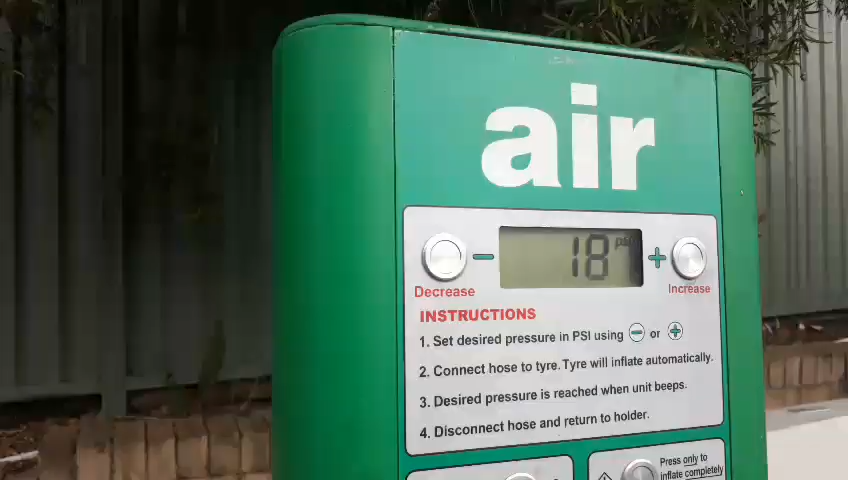 air
18 psi
− +
Decrease Increase
INSTRUCTIONS
1. Set desired pressure in PSI using − or +
2. Connect hose to tyre. Tyre will inflate automatically.
3. Desired pressure is reached when unit beeps.
4. Disconnect hose and return to holder.
Press only to
inflate completely